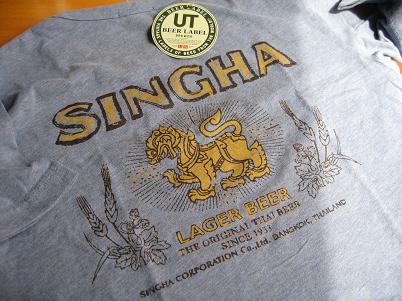 UT
BEER LABEL
SINGHA
LAGER BEER
THE ORIGINAL THAI BEER
SINCE 1933
SINGHA CORPORATION Co.,Ltd. BANGKOK, THAILAND